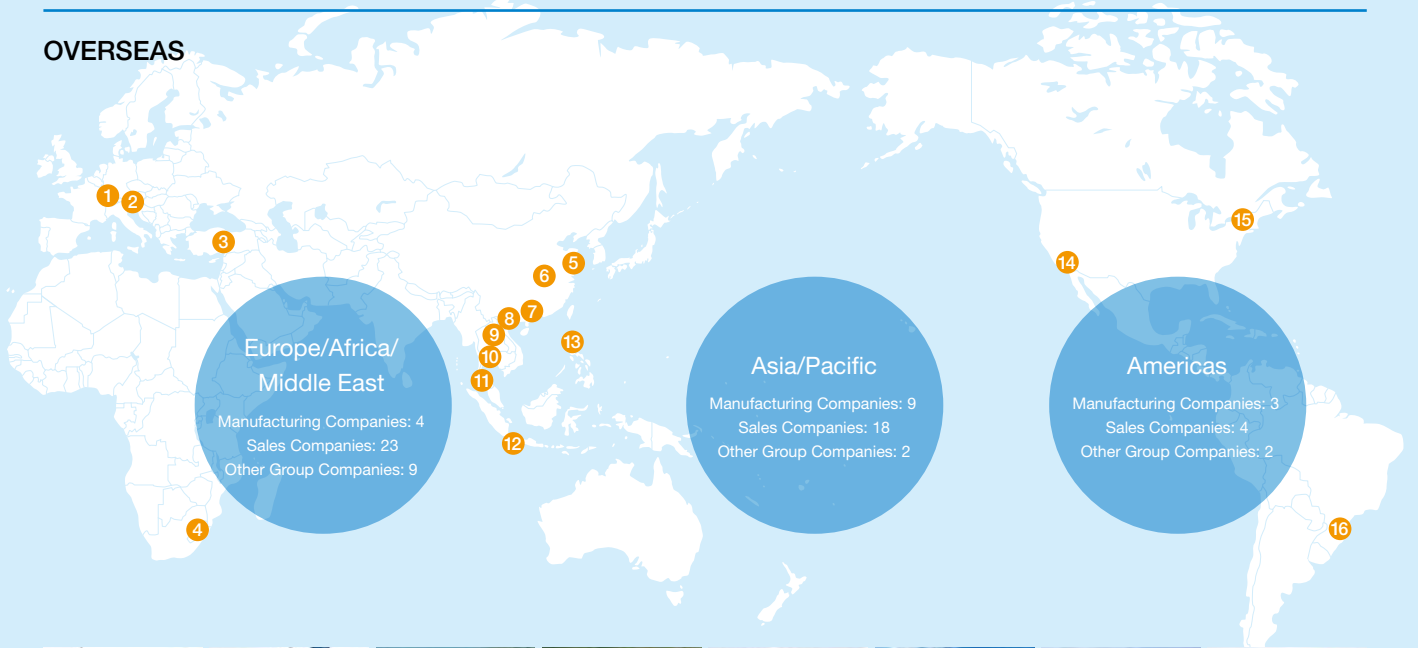 OVERSEAS
1
2
3
4
5
6
7
8
9
10
11
12
13
14
15
16
Europe/Africa/
Middle East
Manufacturing Companies: 4
Sales Companies: 23
Other Group Companies: 9
Asia/Pacific
Manufacturing Companies: 9
Sales Companies: 18
Other Group Companies: 2
Americas
Manufacturing Companies: 3
Sales Companies: 4
Other Group Companies: 2